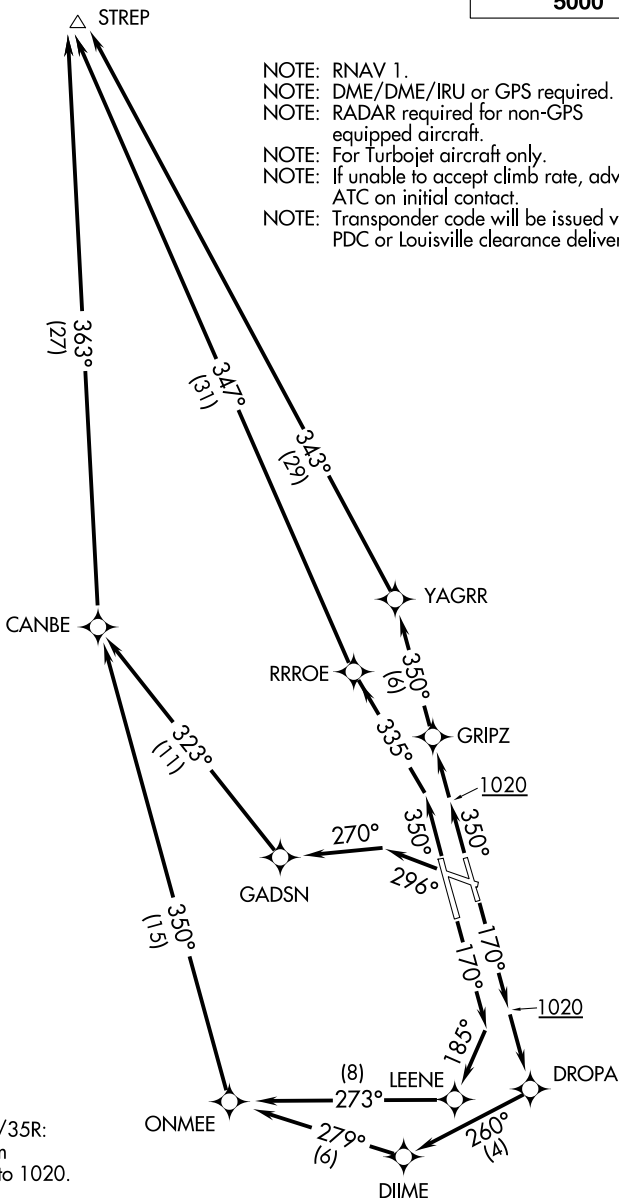 5000
STREP
NOTE: RNAV 1.
NOTE: DME/DME/IRU or GPS required.
NOTE: RADAR required for non-GPS
equipped aircraft.
NOTE: For Turbojet aircraft only.
NOTE: If unable to accept climb rate, adv
ATC on initial contact.
NOTE: Transponder code will be issued v
PDC or Louisville clearance deliver
363°
(27)
347°
(31)
343°
(29)
YAGRR
CANBE
RRROE
350°
(6)
GRIPZ
335°
323°
(11)
1020
350°
350°
270°
296°
GADSN
350°
(15)
170°
170°
1020
185°
DROPA
(8)
LEENE
273°
ONMEE
260°
(4)
279°
(6)
DIIME
/35R:
to 1020.